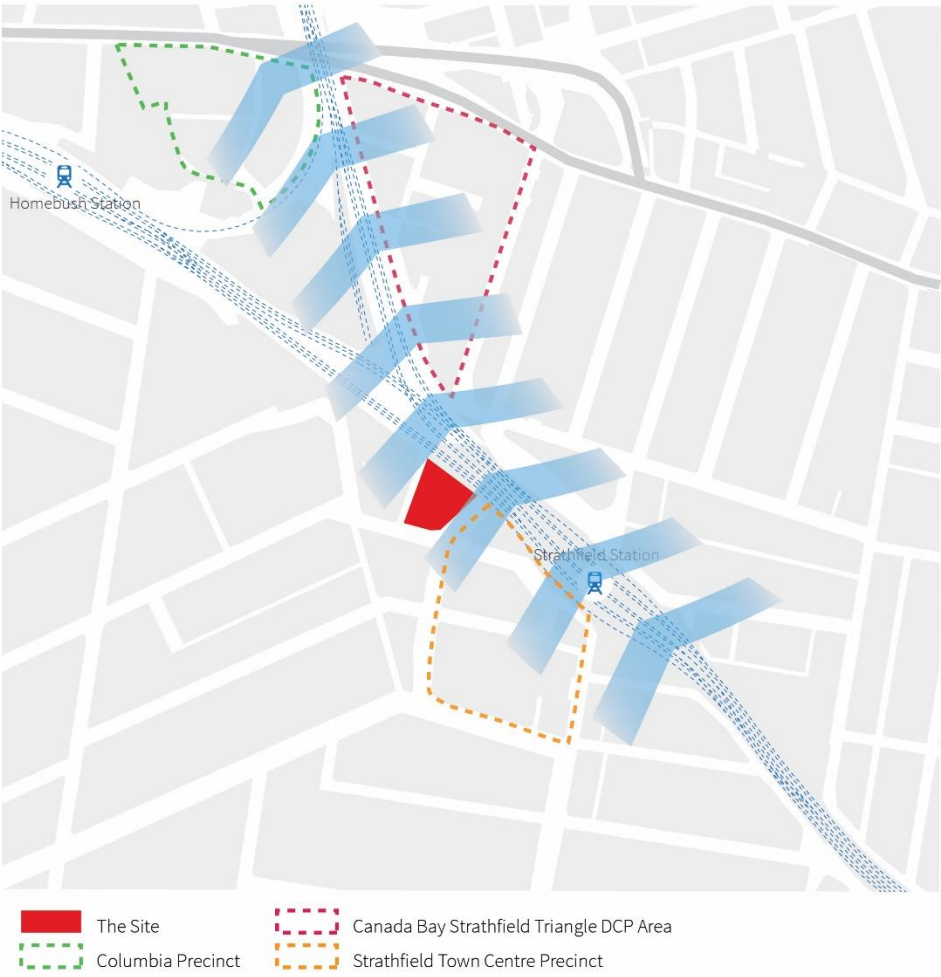 Homebush Station
Strathfield Station
The Site
Canada Bay Strathfield Triangle DCP Area
Columbia Precinct
Strathfield Town Centre Precinct